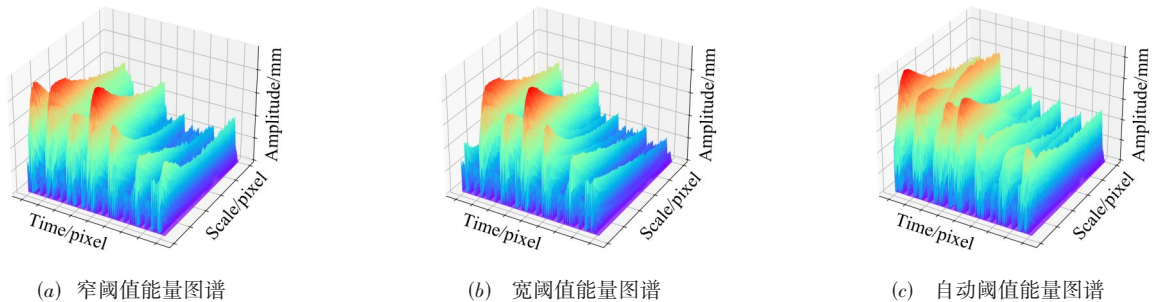 Amplitude/mm
Scale/pixel
Time/pixel
Amplitude/mm
Scale/pixel
Time/pixel
Amplitude/mm
Scale/pixel
Time/pixel
(a) 窄阈值能量图谱
(b) 宽阈值能量图谱
(c) 自动阈值能量图谱